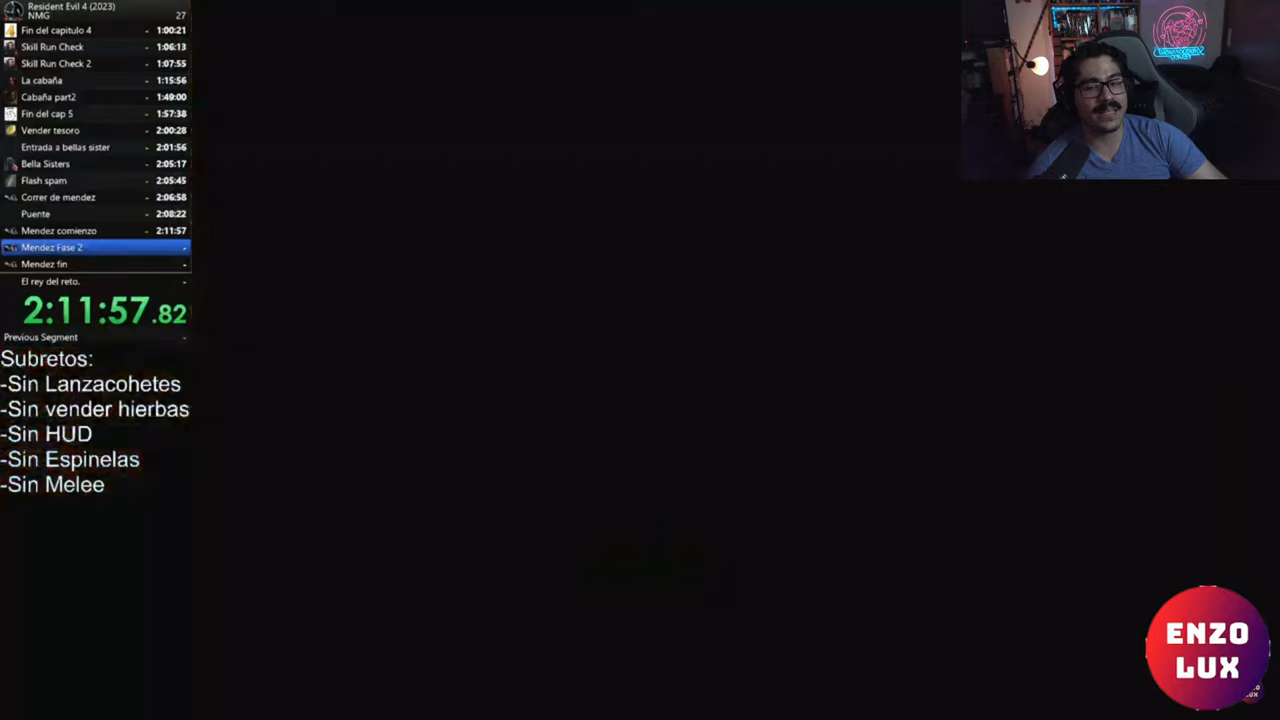 Resident Evil 4 (2023)
NMG 27
Fin del capitulo 4 - 1:00:21
Skill Run Check - 1:06:13
Skill Run Check 2 - 1:07:55
La cabaña - 1:15:56
Cabaña part2 - 1:49:00
Fin del cap 5 - 1:57:38
Vender tesoro - 2:00:28
Entrada a bellas sister - 2:01:56
Bella Sisters - 2:05:17
Flash spam - 2:05:45
Correr de mendez - 2:06:58
Puente - 2:08:22
Mendez comienzo - 2:11:57
Mendez Fase 2 -
Mendez fin -
El rey del reto. -
2:11:57.82
Previous Segment -
Subretos:
-Sin Lanzacohetes
-Sin vender hierbas
-Sin HUD
-Sin Espinelas
-Sin Melee
ENZO
LUX